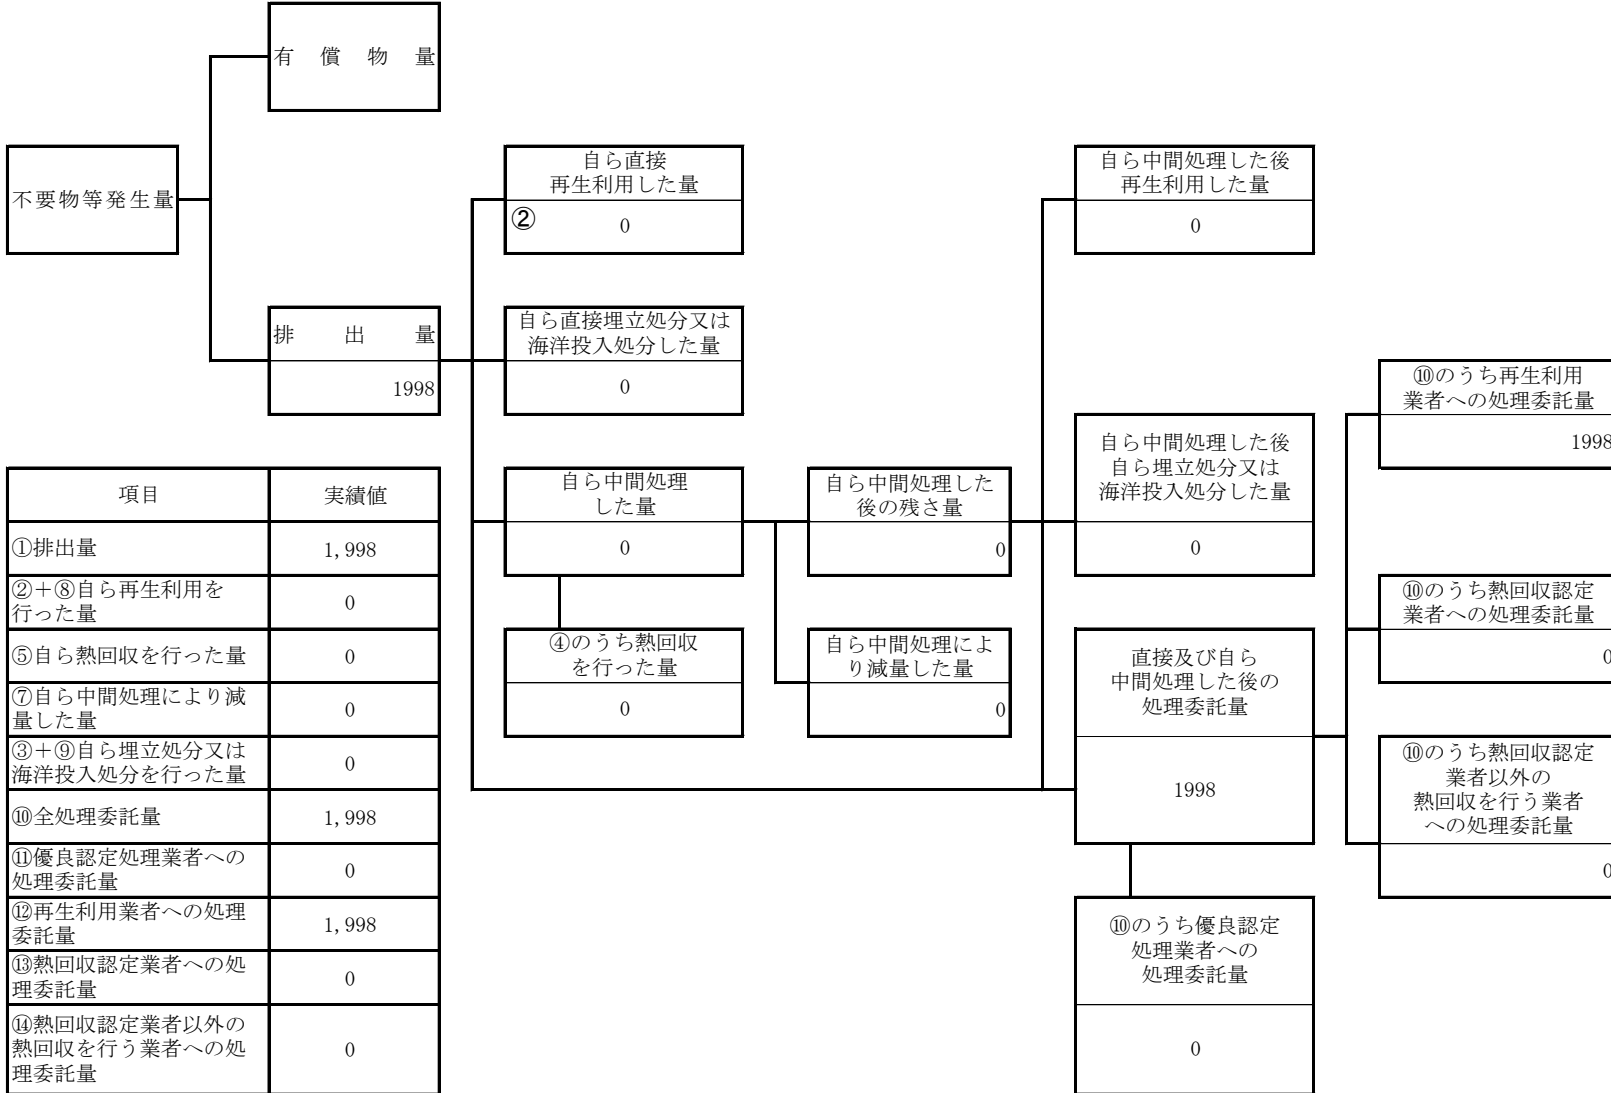 有償物量
不要物等発生量
自ら直接
再生利用した量
②
0
自ら中間処理した後
再生利用した量
0
排出量
1998
自ら直接埋立処分又は
海洋投入処分した量
0
⑩のうち再生利用
業者への処理委託量
1998
自ら中間処理
した量
0
自ら中間処理した
後の残さ量
0
自ら中間処理した後
自ら埋立処分又は
海洋投入処分した量
0
⑩のうち熱回収認定
業者への処理委託量
0
④のうち熱回収
を行った量
0
自ら中間処理によ
り減量した量
0
直接及び自ら
中間処理した後の
処理委託量
1998
⑩のうち熱回収認定
業者以外の
熱回収を行う業者
への処理委託量
0
⑩のうち優良認定
処理業者への
処理委託量
0
項目 実績値
①排出量 1,998
②＋⑧自ら再生利用を
行った量 0
⑤自ら熱回収を行った量 0
⑦自ら中間処理により減
量した量 0
③＋⑨自ら埋立処分又は
海洋投入処分を行った量 0
⑩全処理委託量 1,998
⑪優良認定処理業者への
処理委託量 0
⑫再生利用業者への処理
委託量 1,998
⑬熱回収認定業者への処
理委託量 0
⑭熱回収認定業者以外の
熱回収を行う業者への処
理委託量 0